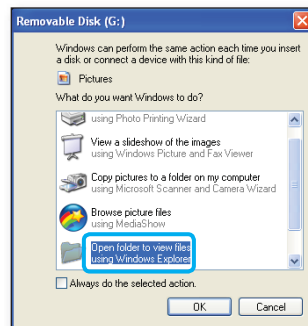 Removable Disk (G:)
Windows can perform the same action each time you insert
a disk or connect a device with this kind of file:
Pictures
What do you want Windows to do?
using Photo Printing Wizard
View a slideshow of the images
using Windows Picture and Fax Viewer
Copy pictures to a folder on my computer
using Microsoft Scanner and Camera Wizard
Browse picture files
using MediaShow
Open folder to view files
using Windows Explorer
Always do the selected action.
OK Cancel